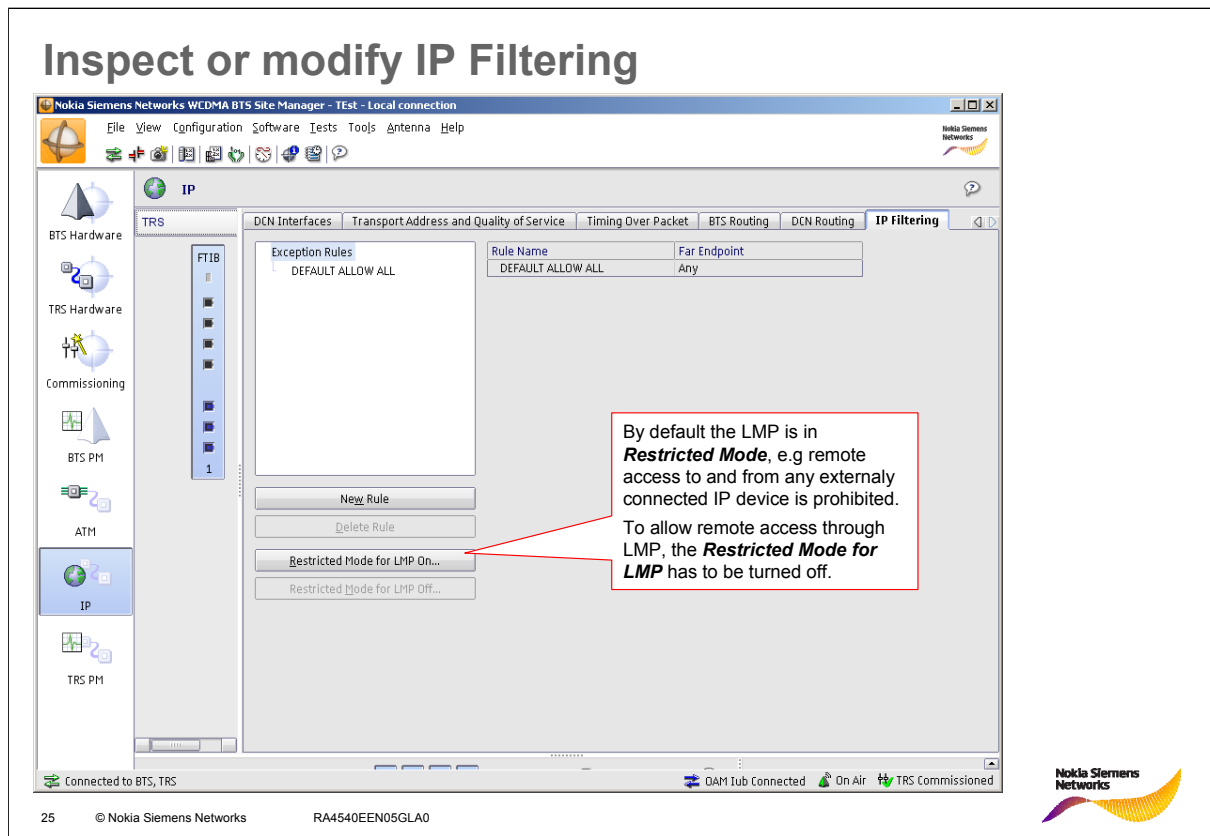 Inspect or modify IP Filtering
Nokia Siemens Networks WCDMA BTS Site Manager - TEst - Local connection
File View Configuration Software Tests Tools Antenna Help
Nokia Siemens
Networks
IP
BTS Hardware
TRS Hardware
Commissioning
BTS PM
ATM
IP
TRS PM
TRS
FTIB
1
DCN Interfaces Transport Address and Quality of Service Timing Over Packet BTS Routing DCN Routing IP Filtering
Exception Rules
DEFAULT ALLOW ALL
Rule Name Far Endpoint
DEFAULT ALLOW ALL Any
New Rule
Delete Rule
Restricted Mode for LMP On...
Restricted Mode for LMP Off...
By default the LMP is in
Restricted Mode, e.g remote
access to and from any externaly
connected IP device is prohibited.
To allow remote access through
LMP, the Restricted Mode for
LMP has to be turned off.
Connected to BTS, TRS
OAM Iub Connected On Air TRS Commissioned
25 © Nokia Siemens Networks RA4540EEN05GLA0
Nokia Siemens
Networks